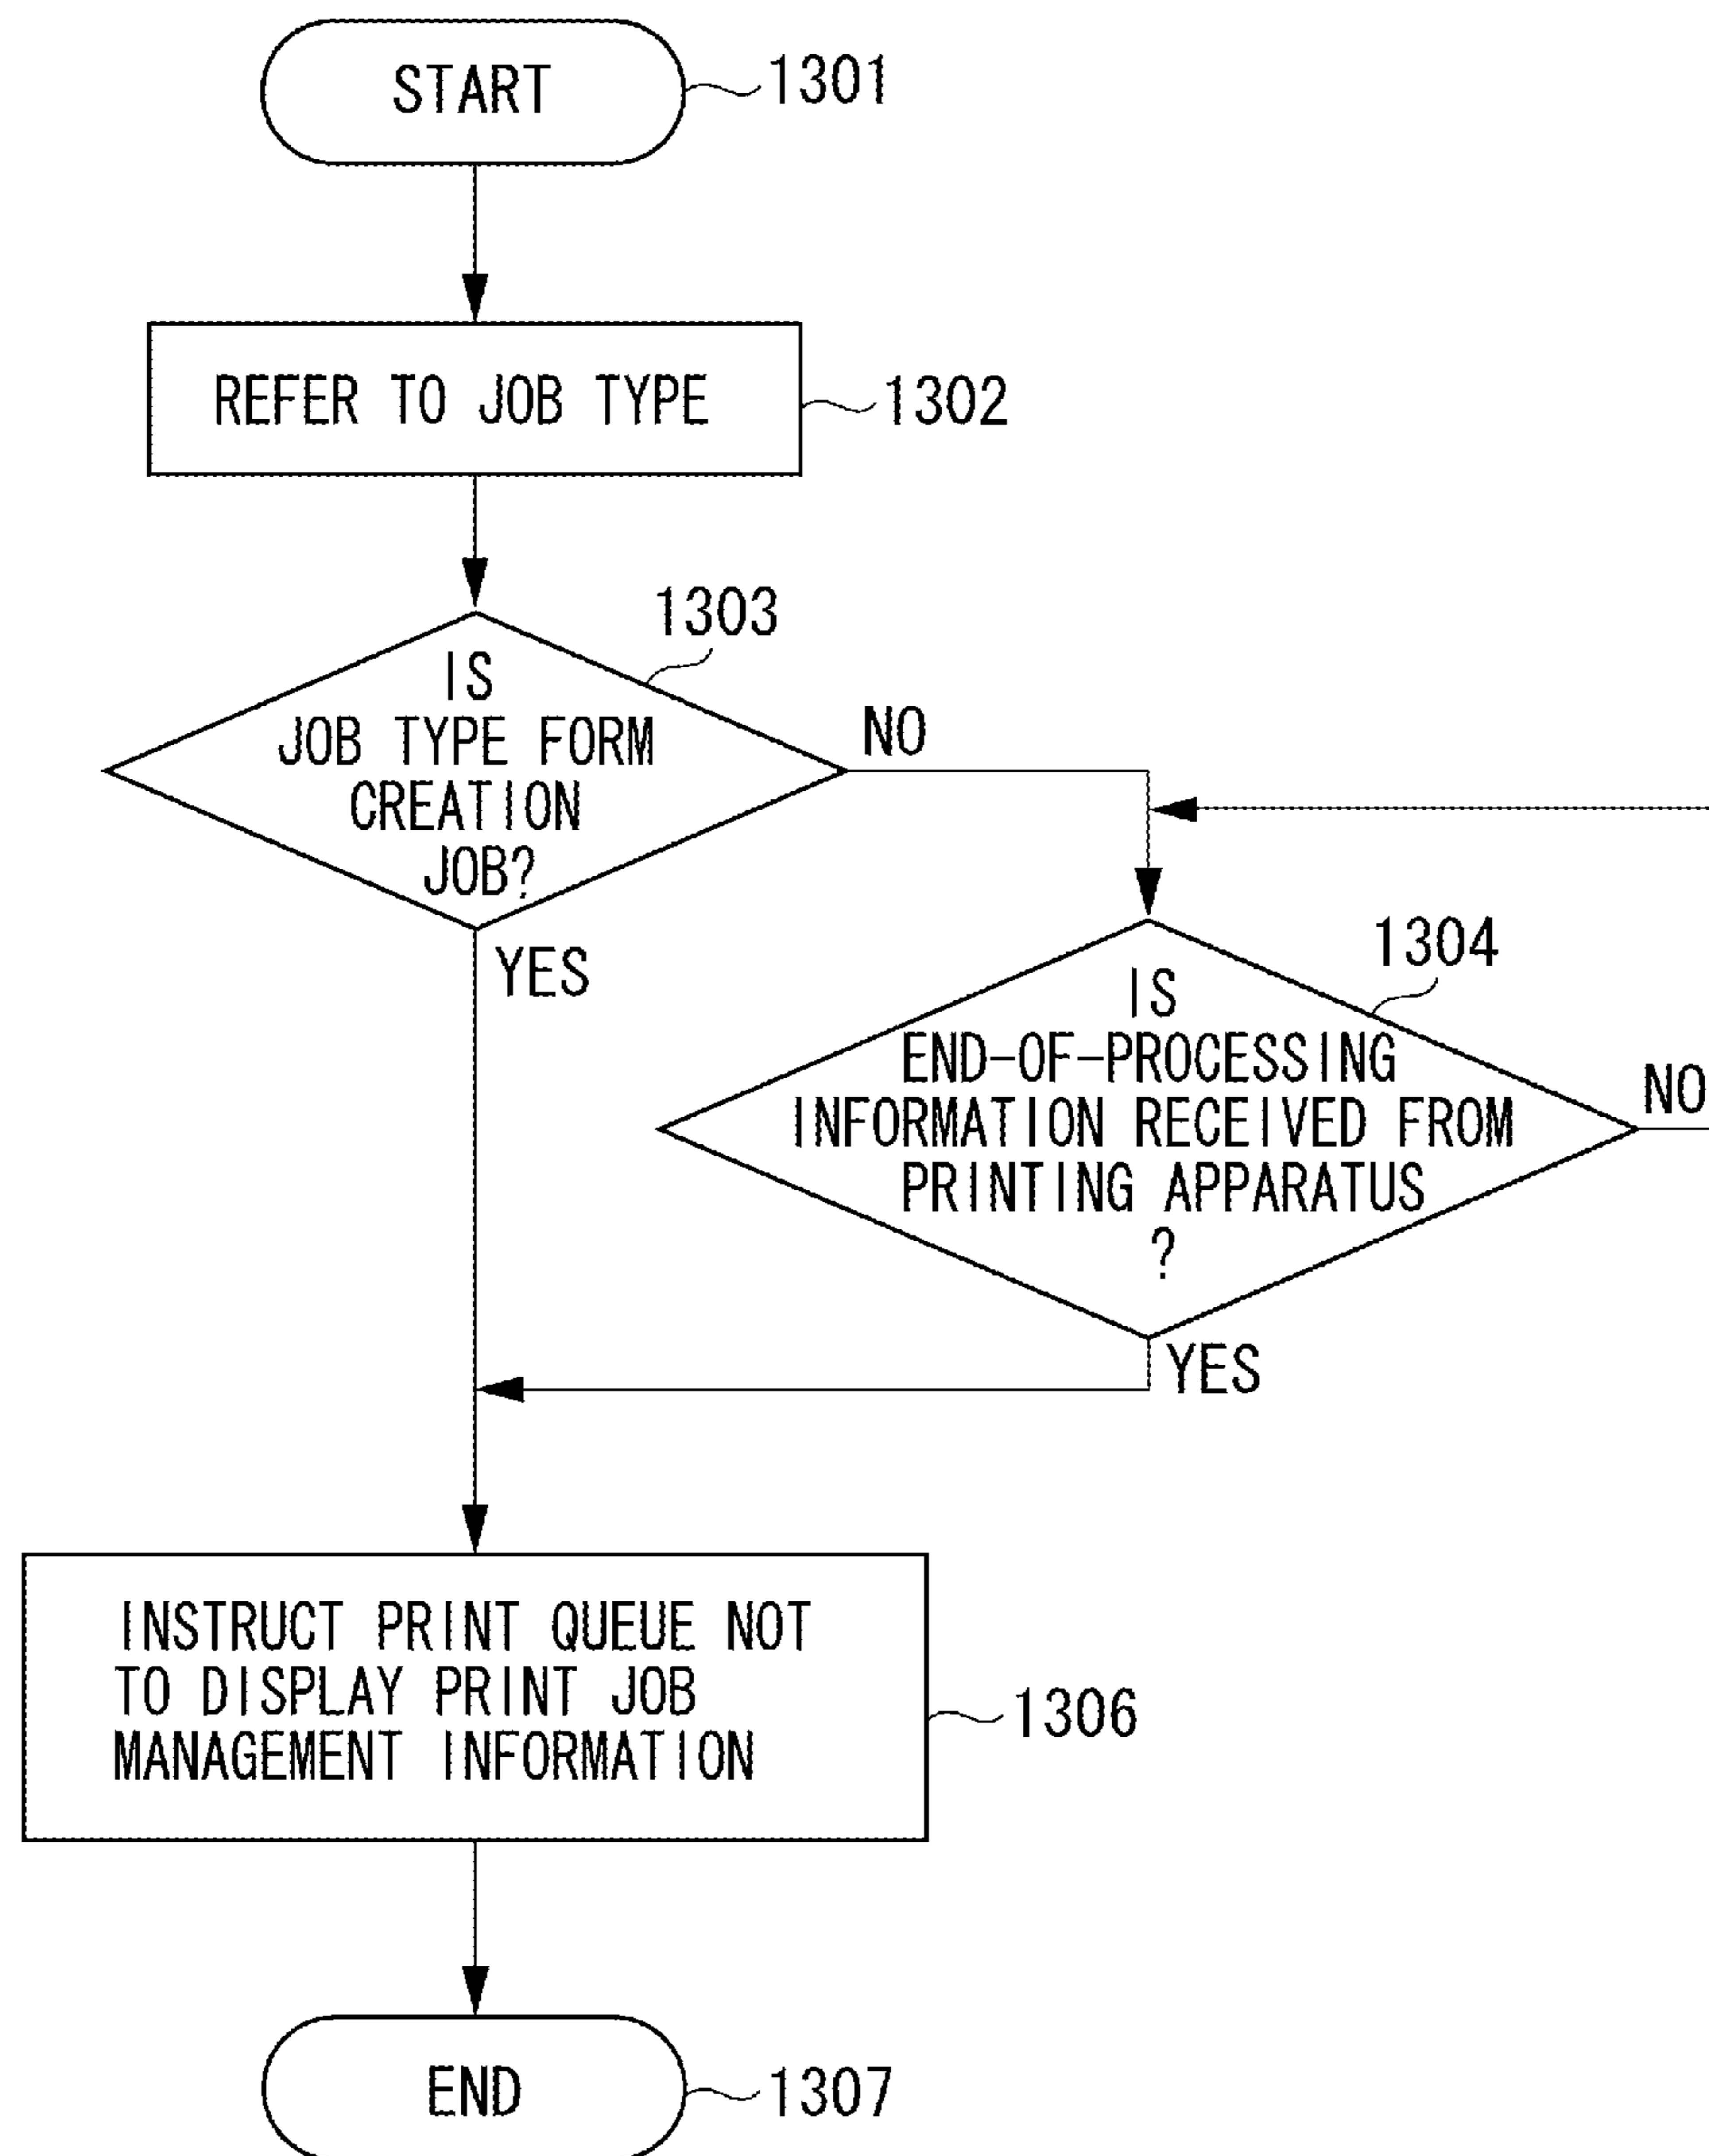 START
1301
REFER TO JOB TYPE
1302
1303
IS
JOB TYPE FORM
CREATION
JOB?
NO
YES
1304
IS
END-OF-PROCESSING
INFORMATION RECEIVED FROM
PRINTING APPARATUS
?
NO
YES
INSTRUCT PRINT QUEUE NOT
TO DISPLAY PRINT JOB
MANAGEMENT INFORMATION
1306
END
1307